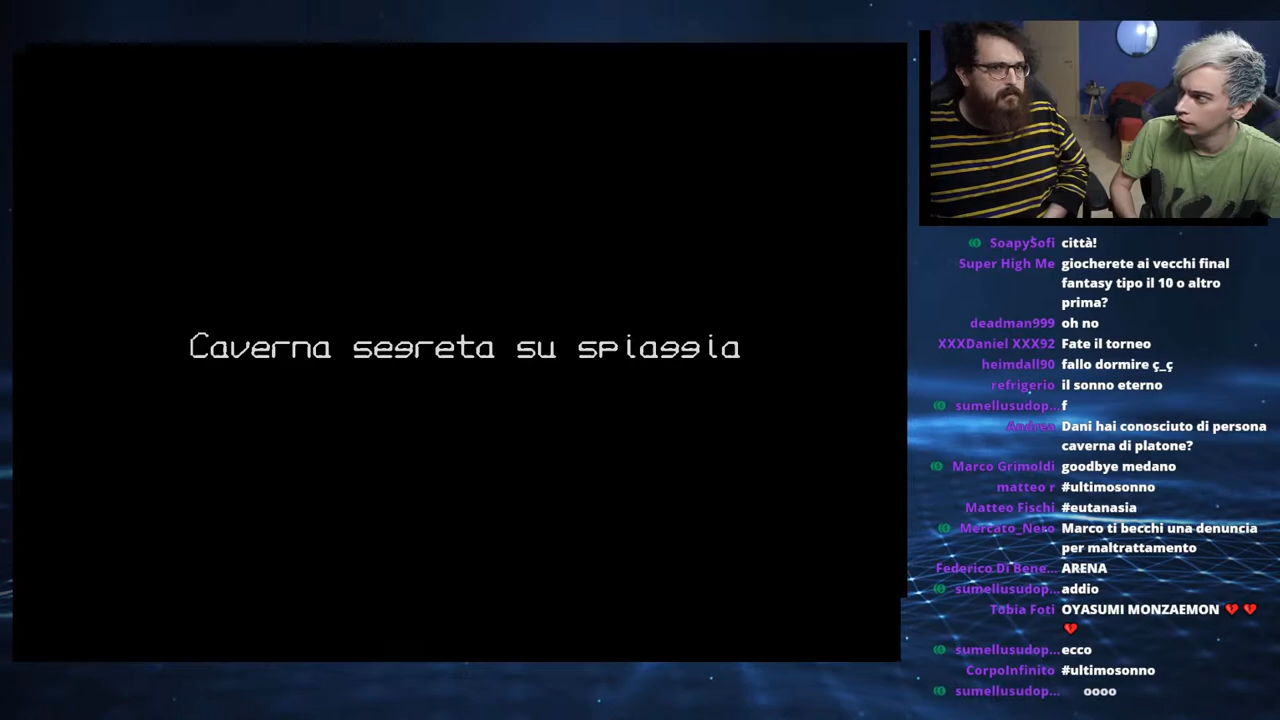 Caverna segreta su spiaggia
SoapySofi città!
Super High Me giocherete ai vecchi final
fantasy tipo il 10 o altro
prima?
deadman999 oh no
XXXDaniel XXX92 Fate il torneo
heimdall90 fallo dormire ç_ç
refrigerio il sonno eterno
sumellusudop... f
Andrea Dani hai conosciuto di persona
caverna di platone?
Marco Grimoldi goodbye medano
matteo r #ultimosonno
Matteo Fischi #eutanasia
Mercato_Nero Marco ti becchi una denuncia
per maltrattamento
Federico Di Bene... ARENA
sumellusudop... addio
Tobia Foti OYASUMI MONZAEMON 💔 💔
💔
sumellusudop... ecco
CorpoInfinito #ultimosonno
sumellusudop... oooo